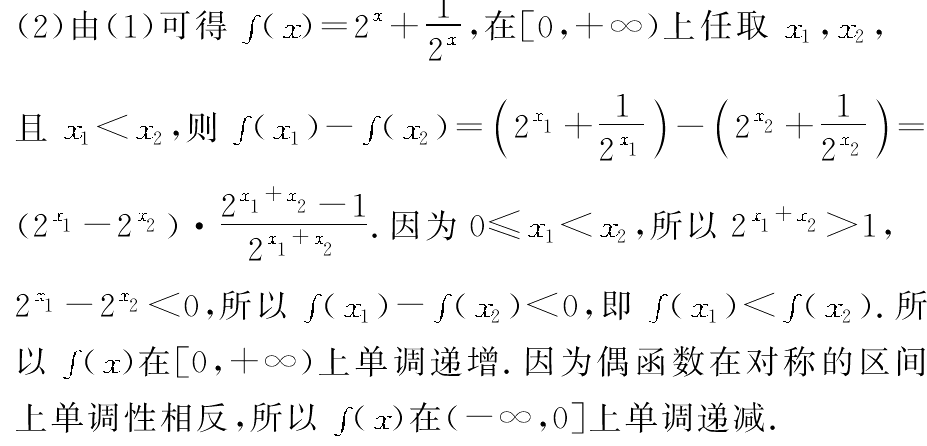 (2)由(1)可得 f(x)=2^x+\frac{1}{2^x},在[0,+∞)上任取 x_1,x_2,
且 x_1<x_2,则 f(x_1)-f(x_2)=\left(2^{x_1}+\frac{1}{2^{x_1}}\right)-\left(2^{x_2}+\frac{1}{2^{x_2}}\right)=
(2^{x_1}-2^{x_2})·\frac{2^{x_1+x_2}-1}{2^{x_1+x_2}}.因为 0≤x_1<x_2,所以 2^{x_1+x_2}>1,
2^{x_1}-2^{x_2}<0,所以 f(x_1)-f(x_2)<0,即 f(x_1)<f(x_2).所
以 f(x)在[0,+∞)上单调递增.因为偶函数在对称的区间
上单调性相反,所以 f(x)在(-∞,0]上单调递减.